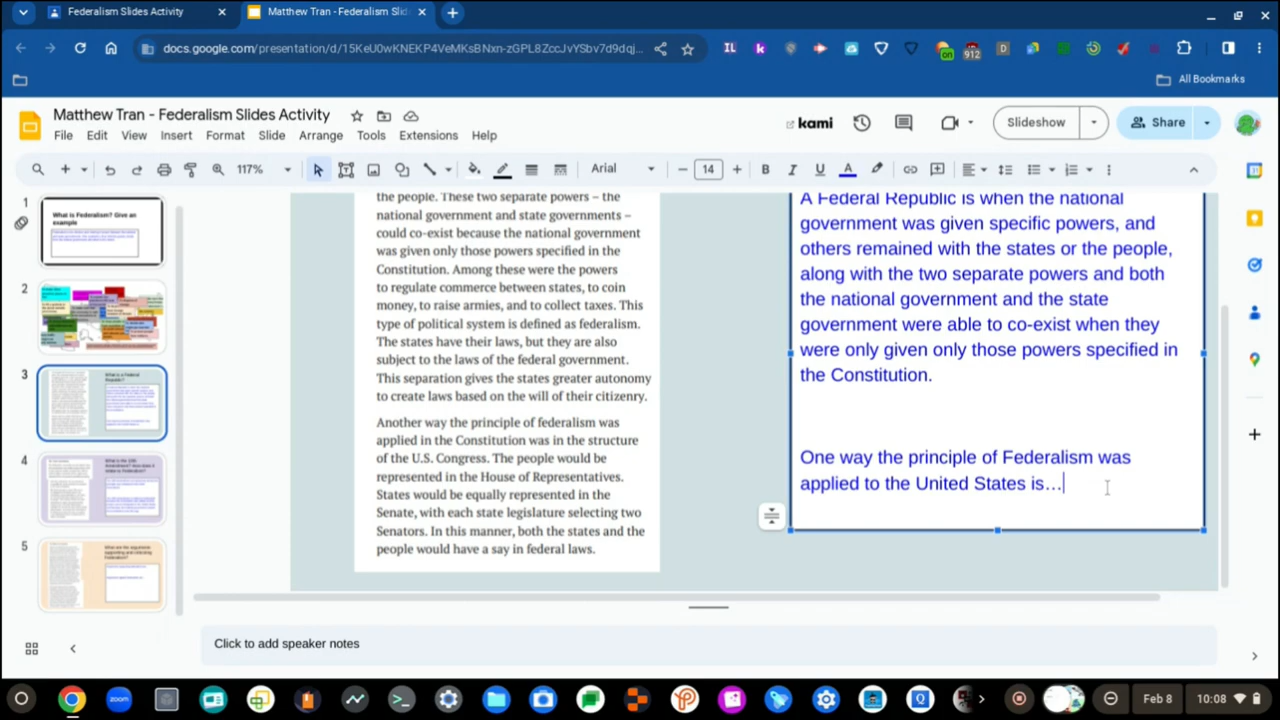 Federalism Slides Activity
Matthew Tran - Federalism Slid
docs.google.com/presentation/d/15KeU0wKNEKP4VeMKsBNxn-zGPL8ZccJvYSbv7d9dqj...
All Bookmarks
Matthew Tran - Federalism Slides Activity
File Edit View Insert Format Slide Arrange Tools Extensions Help
kami
Slideshow
Share
117%
Arial
14
1
What is Federalism? Give an
example
2
3
What is a Federal
Republic?
4
5
the people. These two separate powers – the
national government and state governments –
could co-exist because the national government
was given only those powers specified in the
Constitution. Among these were the powers
to regulate commerce between states, to coin
money, to raise armies, and to collect taxes. This
type of political system is defined as federalism.
The states have their laws, but they are also
subject to the laws of the federal government.
This separation gives the states greater autonomy
to create laws based on the will of their citizenry.
Another way the principle of federalism was
applied in the Constitution was in the structure
of the U.S. Congress. The people would be
represented in the House of Representatives.
States would be equally represented in the
Senate, with each state legislature selecting two
Senators. In this manner, both the states and the
people would have a say in federal laws.
A Federal Republic is when the national
government was given specific powers, and
others remained with the states or the people,
along with the two separate powers and both
the national government and the state
government were able to co-exist when they
were only given only those powers specified in
the Constitution.
One way the principle of Federalism was
applied to the United States is…
Click to add speaker notes
zoom
Feb 8
10:08
on
912